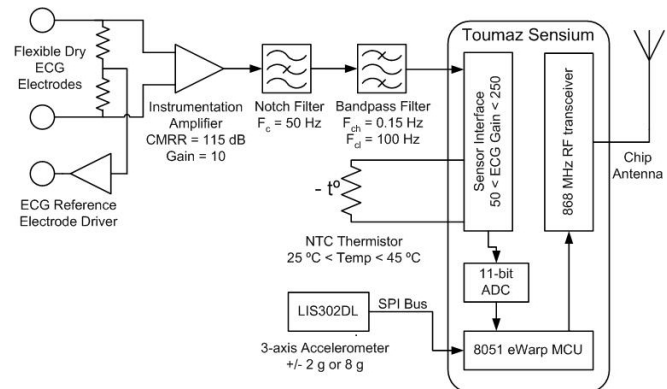 Flexible Dry
ECG
Electrodes
Instrumentation
Amplifier
CMRR = 115 dB
Gain = 10
ECG Reference
Electrode Driver
Notch Filter
Fc = 50 Hz
Bandpass Filter
Fch = 0.15 Hz
Fcl = 100 Hz
- tº
NTC Thermistor
25 ºC < Temp < 45 ºC
LIS302DL
SPI Bus
3-axis Accelerometer
+/- 2 g or 8 g
Toumaz Sensium
Sensor Interface
50 < ECG Gain < 250
868 MHz RF transceiver
11-bit
ADC
8051 eWarp MCU
Chip
Antenna